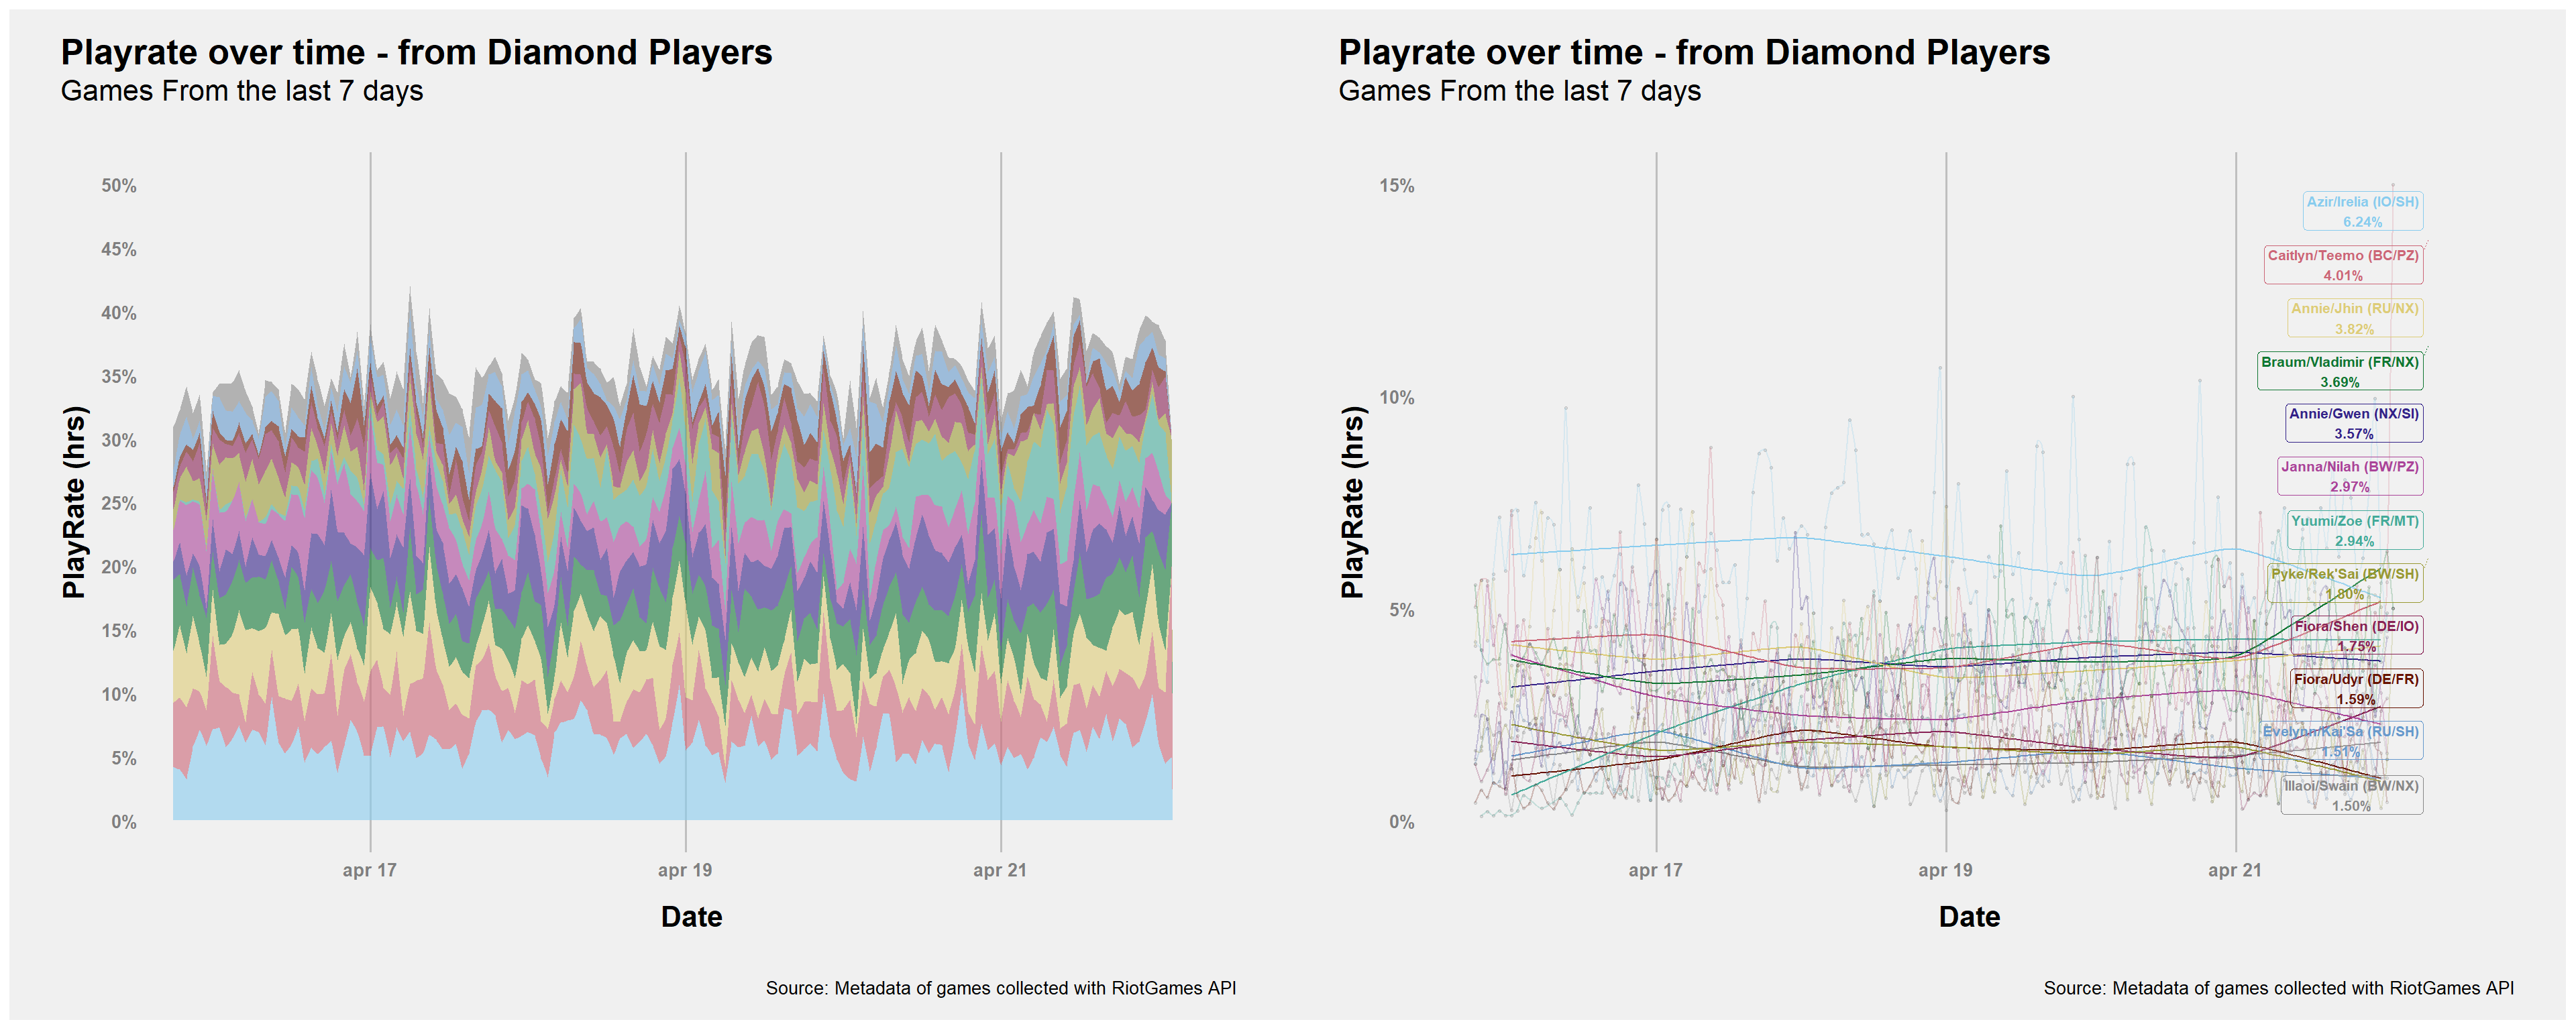 Playrate over time - from Diamond Players
Games From the last 7 days
50%
45%
40%
35%
30%
25%
20%
15%
10%
5%
0%
PlayRate (hrs)
apr 17
apr 19
apr 21
Date
Source: Metadata of games collected with RiotGames API
Playrate over time - from Diamond Players
Games From the last 7 days
15%
10%
5%
0%
PlayRate (hrs)
Azir/Irelia (IO/SH)
6.24%
Caitlyn/Teemo (BC/PZ)
4.01%
Annie/Jhin (RU/NX)
3.82%
Braum/Vladimir (FR/NX)
3.69%
Annie/Gwen (NX/SI)
3.57%
Janna/Nilah (BW/PZ)
2.97%
Yuumi/Zoe (FR/MT)
2.94%
Pyke/Rek'Sai (BW/SH)
1.80%
Fiora/Shen (DE/IO)
1.75%
Fiora/Udyr (DE/FR)
1.59%
Evelynn/Kai'Sa (RU/SH)
1.51%
Illaoi/Swain (BW/NX)
1.50%
apr 17
apr 19
apr 21
Date
Source: Metadata of games collected with RiotGames API